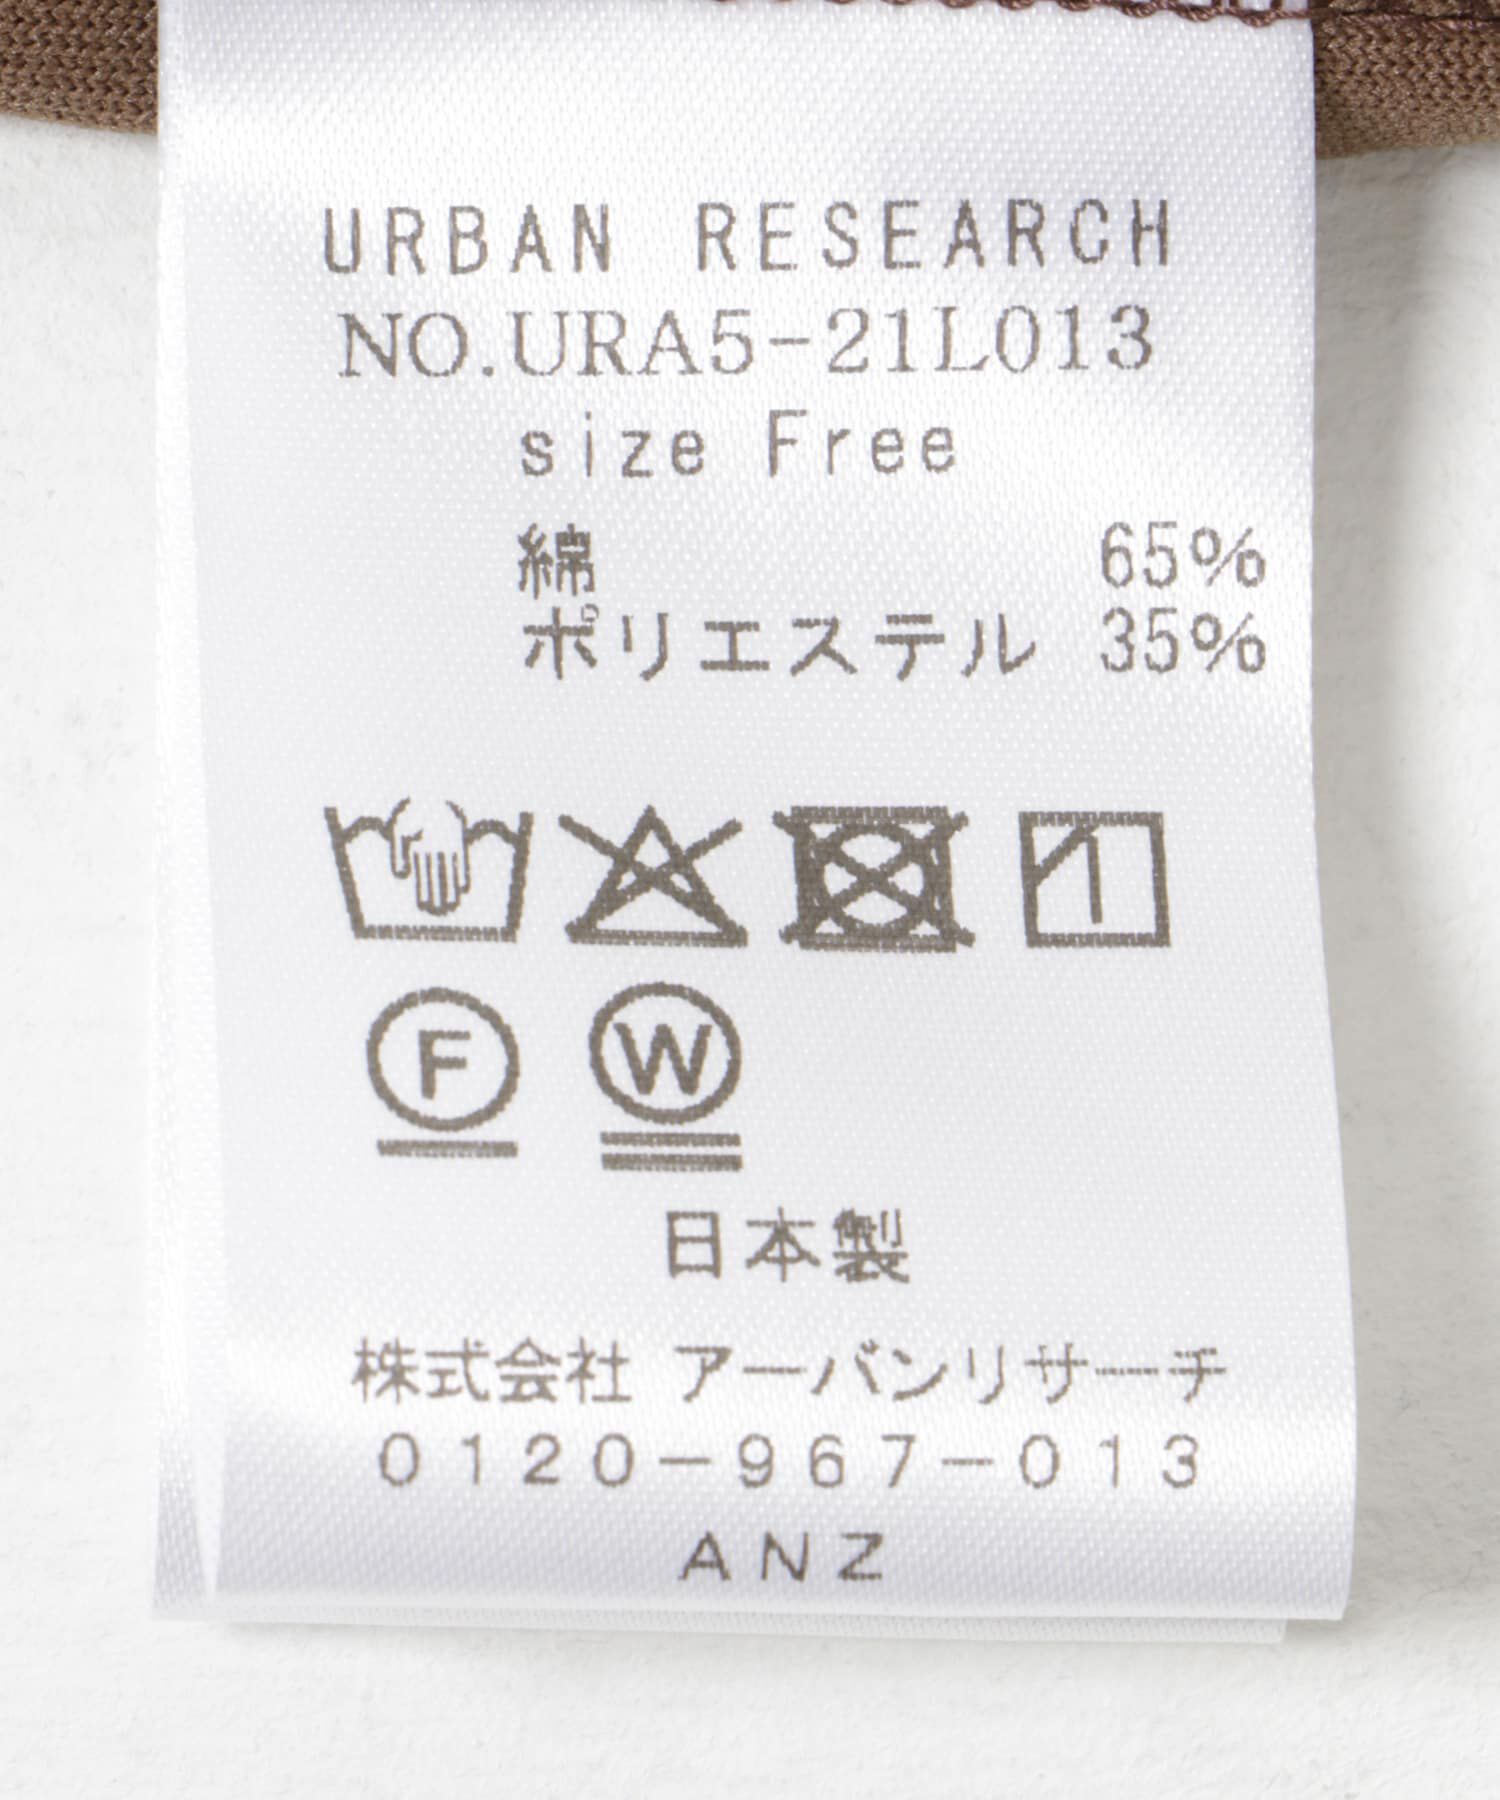 URBAN RESEARCH
NO.URA5-21L013
size Free
綿 65%
ポリエステル 35%
F W
日本製
株式会社 アーバンリサーチ
0120-967-013
ANZ